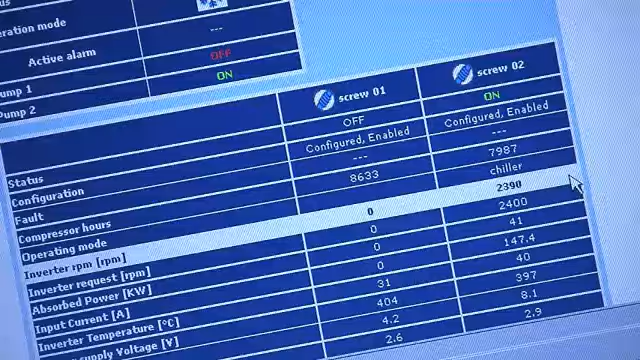 us
eration mode
---
Active alarm
ump 1 OFF
Pump 2 ON
screw 01 screw 02
Status OFF ON
Configuration Configured, Enabled Configured, Enabled
Fault --- ---
Compressor hours 8633 7987
Operating mode chiller
Inverter rpm [rpm] 0 2390
Inverter request [rpm] 0 2400
Absorbed Power [KW] 0 41
Input Current [A] 0 147,4
Inverter Temperature [°C] 31 40
supply Voltage [V] 404 397
4.2 8.1
2.6 2.9